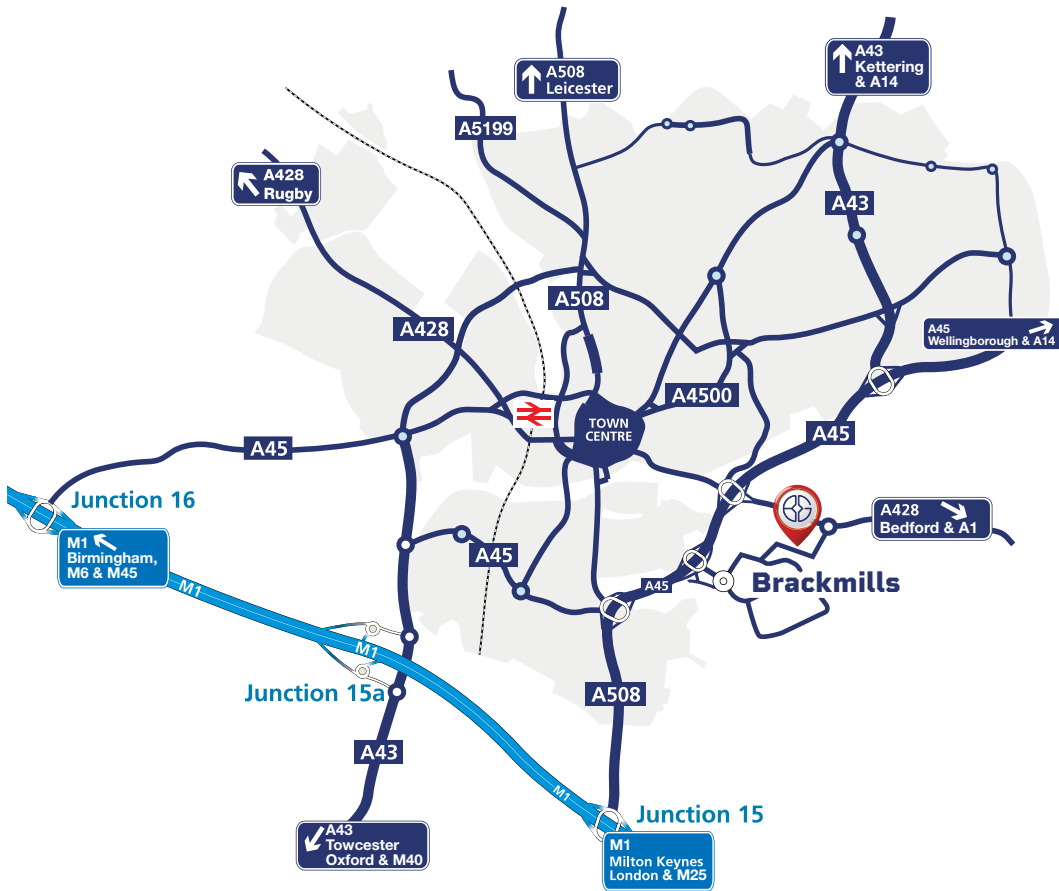 A43
Kettering
& A14
A508
Leicester
A5199
A428
Rugby
A43
A508
A428
A45
Wellingborough & A14
A4500
TOWN
CENTRE
A45
A45
Junction 16
A428
Bedford & A1
M1
Birmingham,
M6 & M45
A45
M1
A45
Brackmills
M1
Junction 15a
A508
A43
M1
Junction 15
A43
Towcester
Oxford & M40
M1
Milton Keynes
London & M25